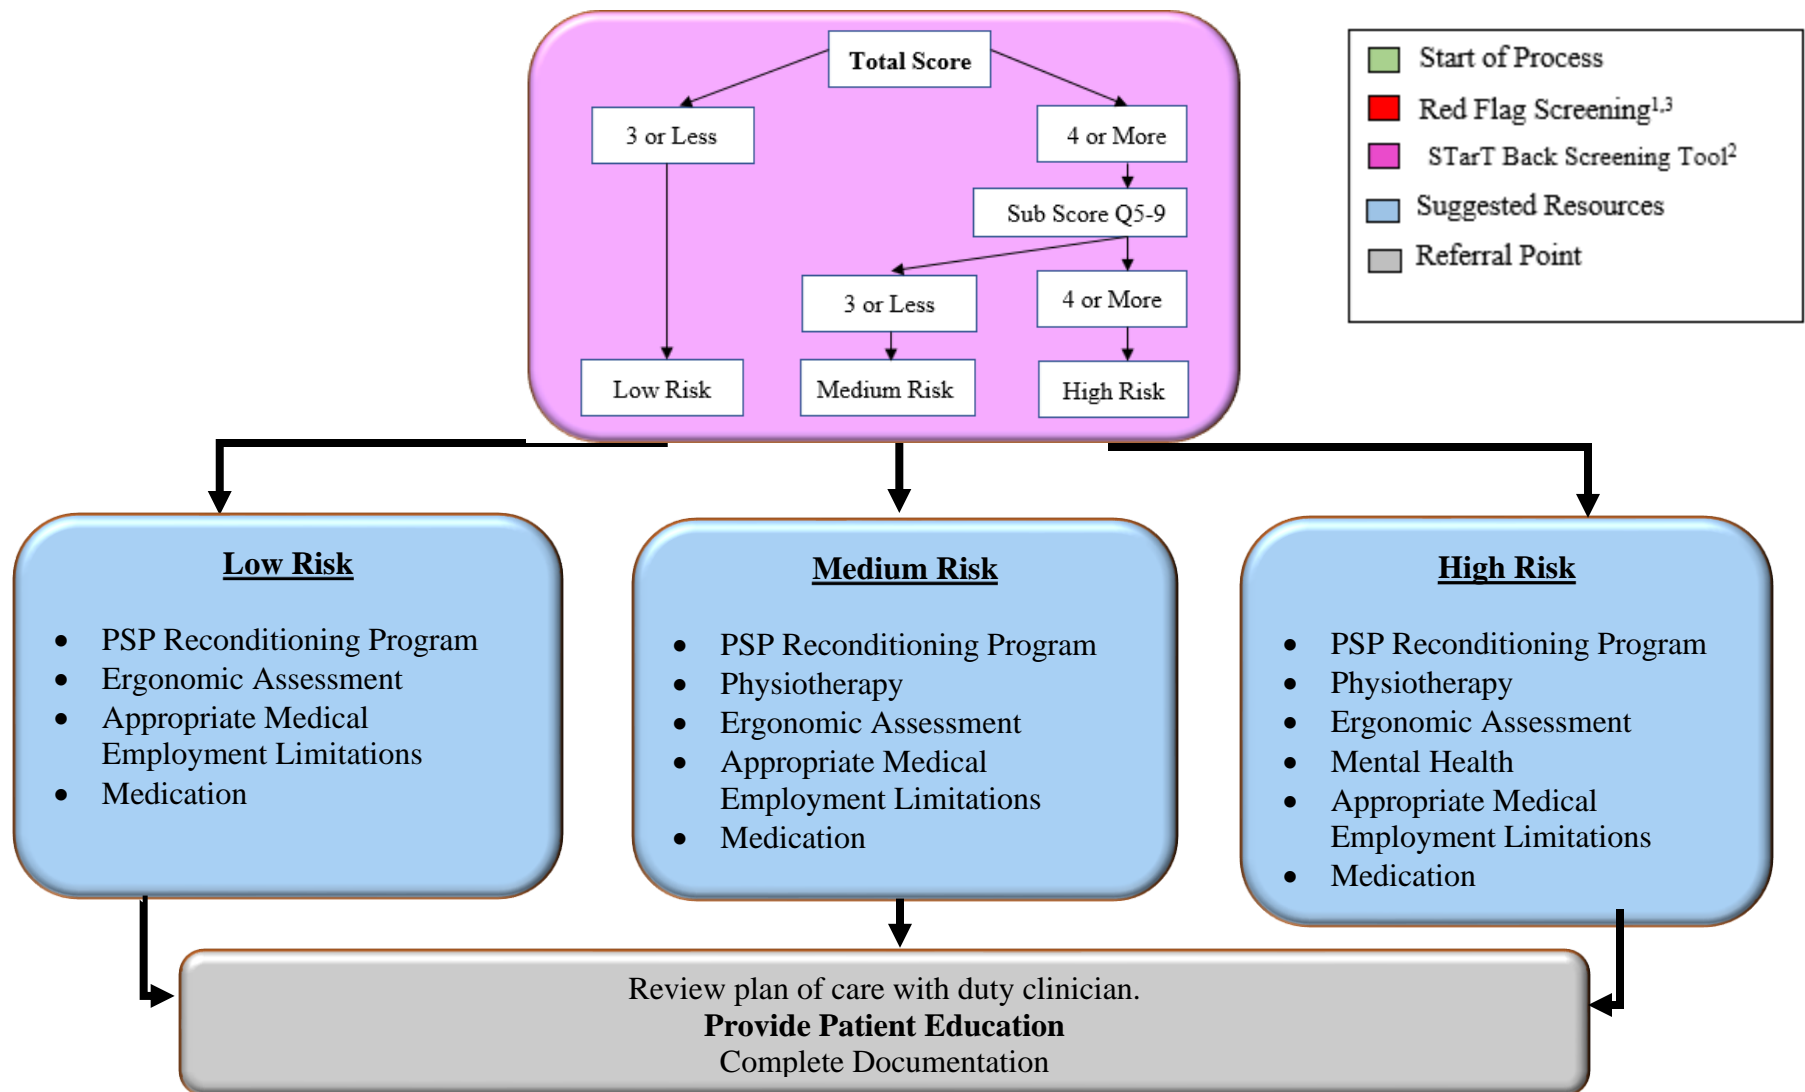 Total Score
3 or Less
4 or More
Sub Score Q5-9
3 or Less
4 or More
Low Risk
Medium Risk
High Risk
Start of Process
Red Flag Screening1,3
STarT Back Screening Tool2
Suggested Resources
Referral Point
Low Risk
• PSP Reconditioning Program
• Ergonomic Assessment
• Appropriate Medical
Employment Limitations
• Medication
Medium Risk
• PSP Reconditioning Program
• Physiotherapy
• Ergonomic Assessment
• Appropriate Medical
Employment Limitations
• Medication
High Risk
• PSP Reconditioning Program
• Physiotherapy
• Ergonomic Assessment
• Mental Health
• Appropriate Medical
Employment Limitations
• Medication
Review plan of care with duty clinician.
Provide Patient Education
Complete Documentation